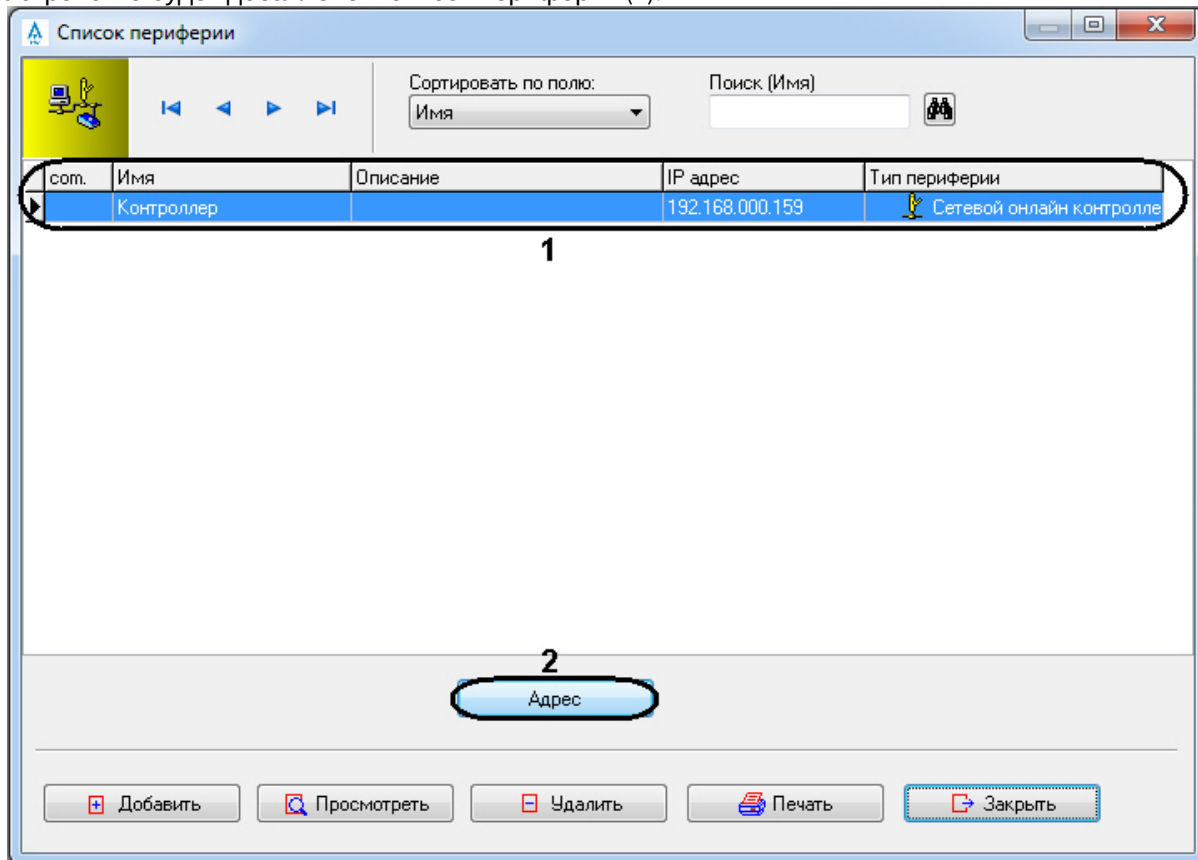 Список периферии
Сортировать по полю:
Поиск (Имя)
Имя
com.
Имя
Описание
IP адрес
Тип периферии
Контроллер
192.168.000.159
Сетевой онлайн контролле
1
2
Адрес
Добавить
Просмотреть
Удалить
Печать
Закрыть